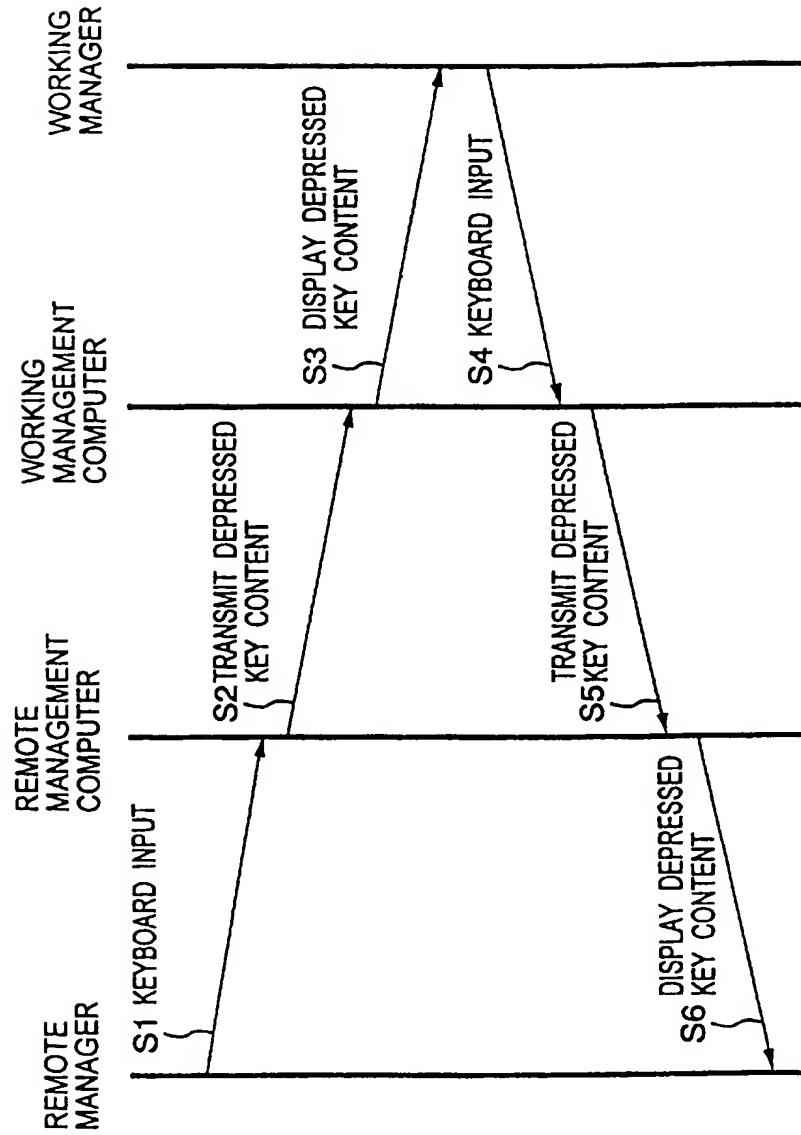 REMOTE
MANAGER
REMOTE
MANAGEMENT
COMPUTER
WORKING
MANAGEMENT
COMPUTER
WORKING
MANAGER
S1 KEYBOARD INPUT
S2 TRANSMIT DEPRESSED
KEY CONTENT
S3 DISPLAY DEPRESSED
KEY CONTENT
S4 KEYBOARD INPUT
TRANSMIT DEPRESSED
S5 KEY CONTENT
DISPLAY DEPRESSED
S6 KEY CONTENT